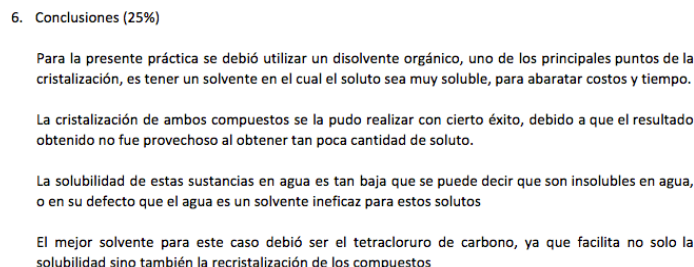 6. Conclusiones (25%)
Para la presente práctica se debió utilizar un disolvente orgánico, uno de los principales puntos de la
cristalización, es tener un solvente en el cual el soluto sea muy soluble, para abaratar costos y tiempo.
La cristalización de ambos compuestos se la pudo realizar con cierto éxito, debido a que el resultado
obtenido no fue provechoso al obtener tan poca cantidad de soluto.
La solubilidad de estas sustancias en agua es tan baja que se puede decir que son insolubles en agua,
o en su defecto que el agua es un solvente ineficaz para estos solutos
El mejor solvente para este caso debió ser el tetracloruro de carbono, ya que facilita no solo la
solubilidad sino también la recristalización de los compuestos